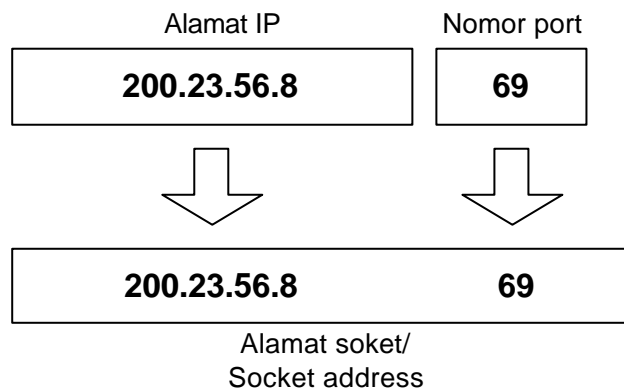 Alamat IP
Nomor port
200.23.56.8
69
200.23.56.8
69
Alamat soket/
Socket address